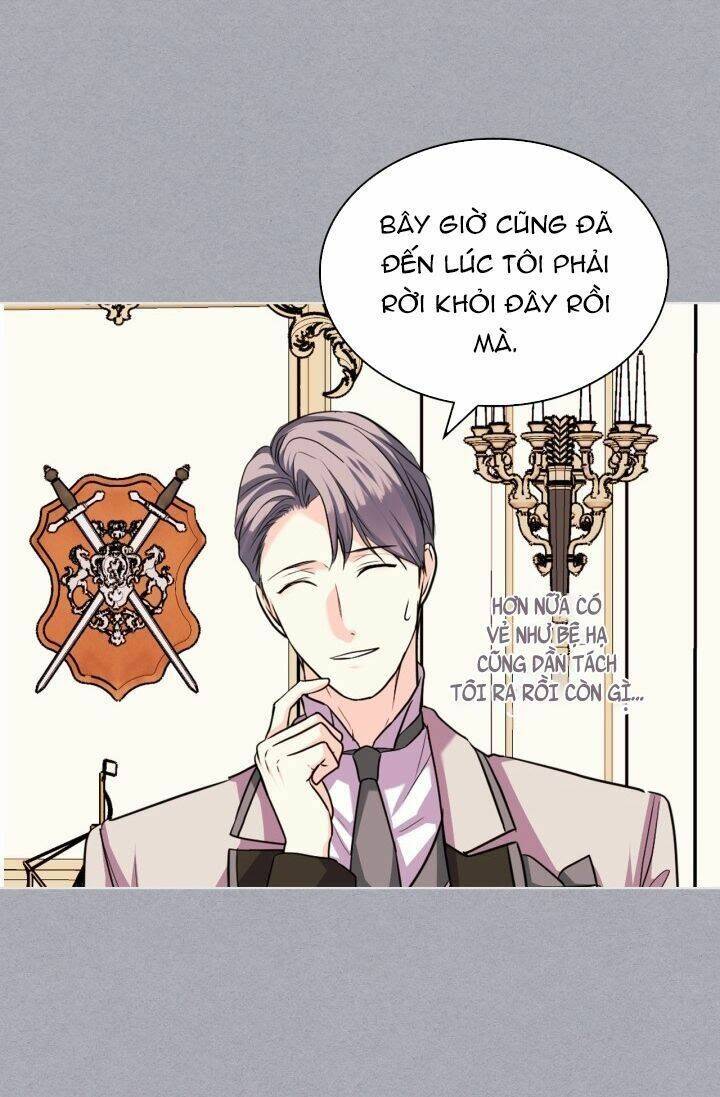 BÂY GIỜ CŨNG ĐÃ
ĐẾN LÚC TÔI PHẢI
RỜI KHỎI ĐÂY RỒI
MÀ.
HƠN NỮA CÓ
VẺ NHƯ BỆ HẠ
CŨNG DẦN TÁCH
TÔI RA RỒI CÒN GÌ...